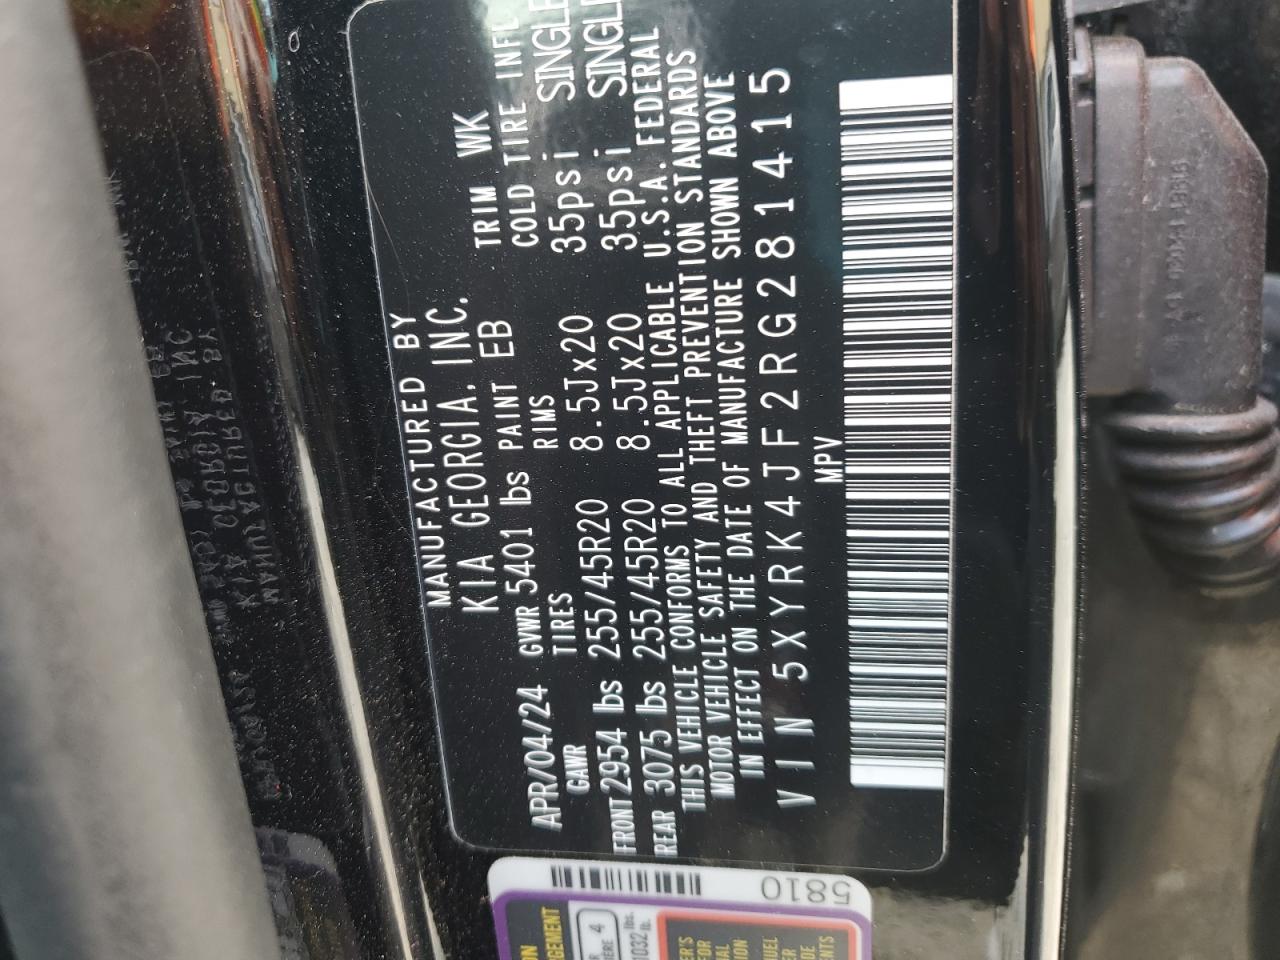 MANUFACTURED BY
KIA GEORGIA, INC.
APR/04/24 GVWR 5401 lbs PAINT EB TRIM WK
GAWR TIRES RIMS COLD TIRE INFL
FRONT 2954 lbs 255/45R20 8.5Jx20 35psi SINGLE
REAR 3075 lbs 255/45R20 8.5Jx20 35psi SINGLE
THIS VEHICLE CONFORMS TO ALL APPLICABLE U.S.A. FEDERAL
MOTOR VEHICLE SAFETY AND THEFT PREVENTION STANDARDS
IN EFFECT ON THE DATE OF MANUFACTURE SHOWN ABOVE
VIN 5XYRK4JF2RG281415
MPV
5810
4
1032 lbs.